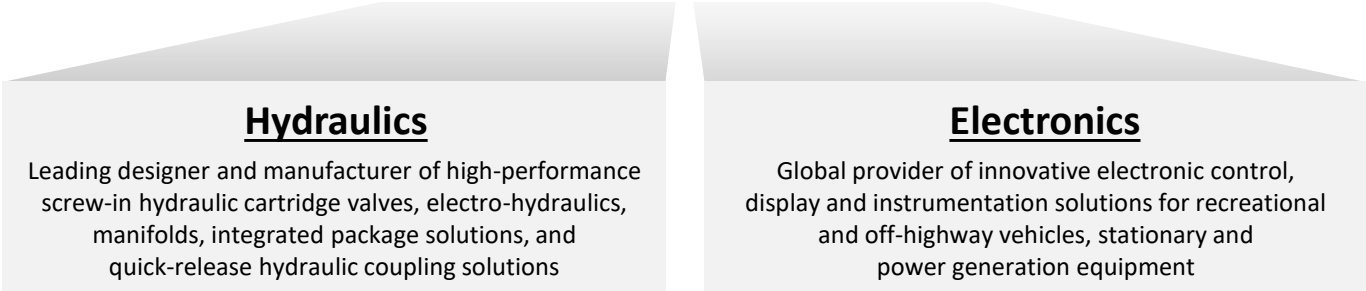 Hydraulics
Leading designer and manufacturer of high-performance
screw-in hydraulic cartridge valves, electro-hydraulics,
manifolds, integrated package solutions, and
quick-release hydraulic coupling solutions
Electronics
Global provider of innovative electronic control,
display and instrumentation solutions for recreational
and off-highway vehicles, stationary and
power generation equipment